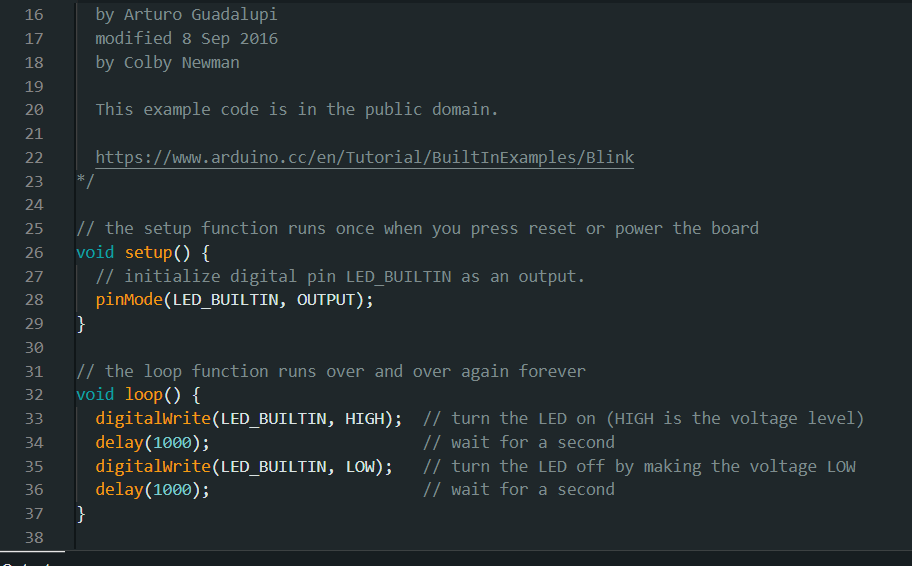 16 by Arturo Guadalupi
17 modified 8 Sep 2016
18 by Colby Newman
19
20 This example code is in the public domain.
21
22 https://www.arduino.cc/en/Tutorial/BuiltInExamples/Blink
23 */
24
25 // the setup function runs once when you press reset or power the board
26 void setup() {
27   // initialize digital pin LED_BUILTIN as an output.
28   pinMode(LED_BUILTIN, OUTPUT);
29 }
30
31 // the loop function runs over and over again forever
32 void loop() {
33   digitalWrite(LED_BUILTIN, HIGH);  // turn the LED on (HIGH is the voltage level)
34   delay(1000);                      // wait for a second
35   digitalWrite(LED_BUILTIN, LOW);   // turn the LED off by making the voltage LOW
36   delay(1000);                      // wait for a second
37 }
38